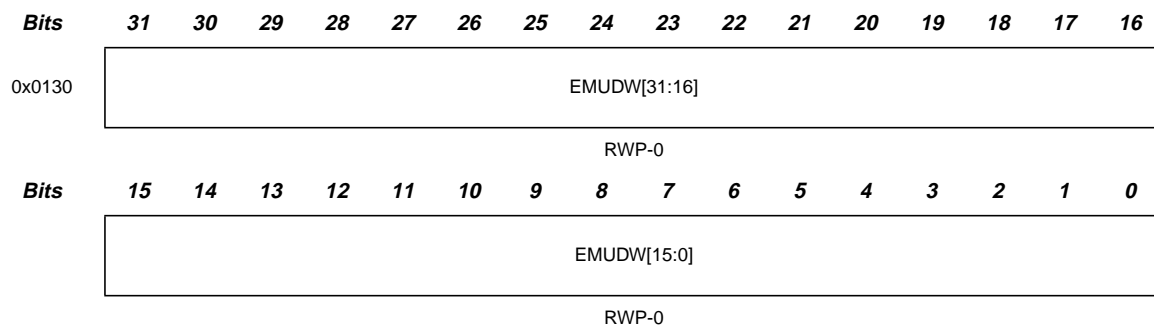 Bits 31 30 29 28 27 26 25 24 23 22 21 20 19 18 17 16
0x0130 EMUDW[31:16]
RWP-0
Bits 15 14 13 12 11 10 9 8 7 6 5 4 3 2 1 0
EMUDW[15:0]
RWP-0